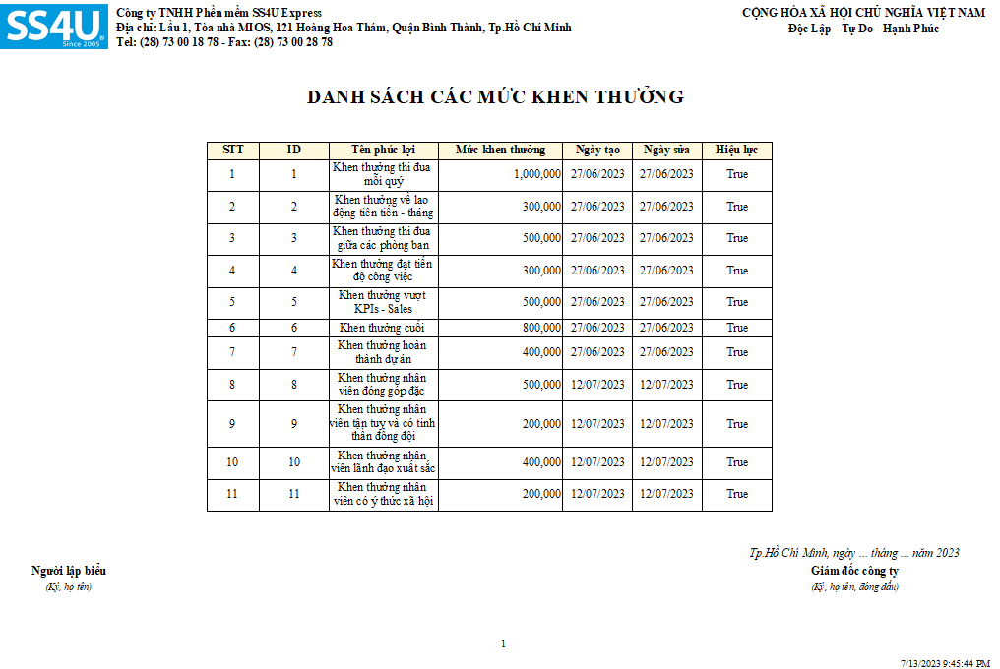 SS4U
Since 2005
Công ty TNHH Phần mềm SS4U Express
Địa chỉ: Lầu 1, Tòa nhà MIOS, 121 Hoàng Hoa Thám, Quận Bình Thành, Tp.Hồ Chí Minh
Tel: (28) 73 00 18 78 - Fax: (28) 73 00 28 78
CỘNG HÒA XÃ HỘI CHỦ NGHĨA VIỆT NAM
Độc Lập - Tự Do - Hạnh Phúc
DANH SÁCH CÁC MỨC KHEN THƯỞNG
STT ID Tên phúc lợi Mức khen thưởng Ngày tạo Ngày sửa Hiệu lực
1 1 Khen thưởng thi đua 1,000,000 27/06/2023 27/06/2023 True
mỗi quý
2 2 Khen thưởng về lao 300,000 27/06/2023 27/06/2023 True
động tiên tiến - tháng
3 3 Khen thưởng thi đua 500,000 27/06/2023 27/06/2023 True
giữa các phòng ban
4 4 Khen thưởng đạt tiến 300,000 27/06/2023 27/06/2023 True
độ công việc
5 5 Khen thưởng vượt 500,000 27/06/2023 27/06/2023 True
KPIs - Sales
6 6 Khen thưởng cuối 800,000 27/06/2023 27/06/2023 True
7 7 Khen thưởng hoàn 400,000 27/06/2023 27/06/2023 True
thành dự án
8 8 Khen thưởng nhân 500,000 12/07/2023 12/07/2023 True
viên đóng góp đặc
9 9 Khen thưởng nhân 200,000 12/07/2023 12/07/2023 True
viên tận tuỵ và có tinh
thần đồng đội
10 10 Khen thưởng nhân 400,000 12/07/2023 12/07/2023 True
viên lãnh đạo xuất sắc
11 11 Khen thưởng nhân 200,000 12/07/2023 12/07/2023 True
viên có ý thức xã hội
Tp.Hồ Chí Minh, ngày ... tháng ... năm 2023
Người lập biểu
Giám đốc công ty
(Ký, họ tên)
(Ký, họ tên, đóng dấu)
1
7/13/2023 9:45:44 PM